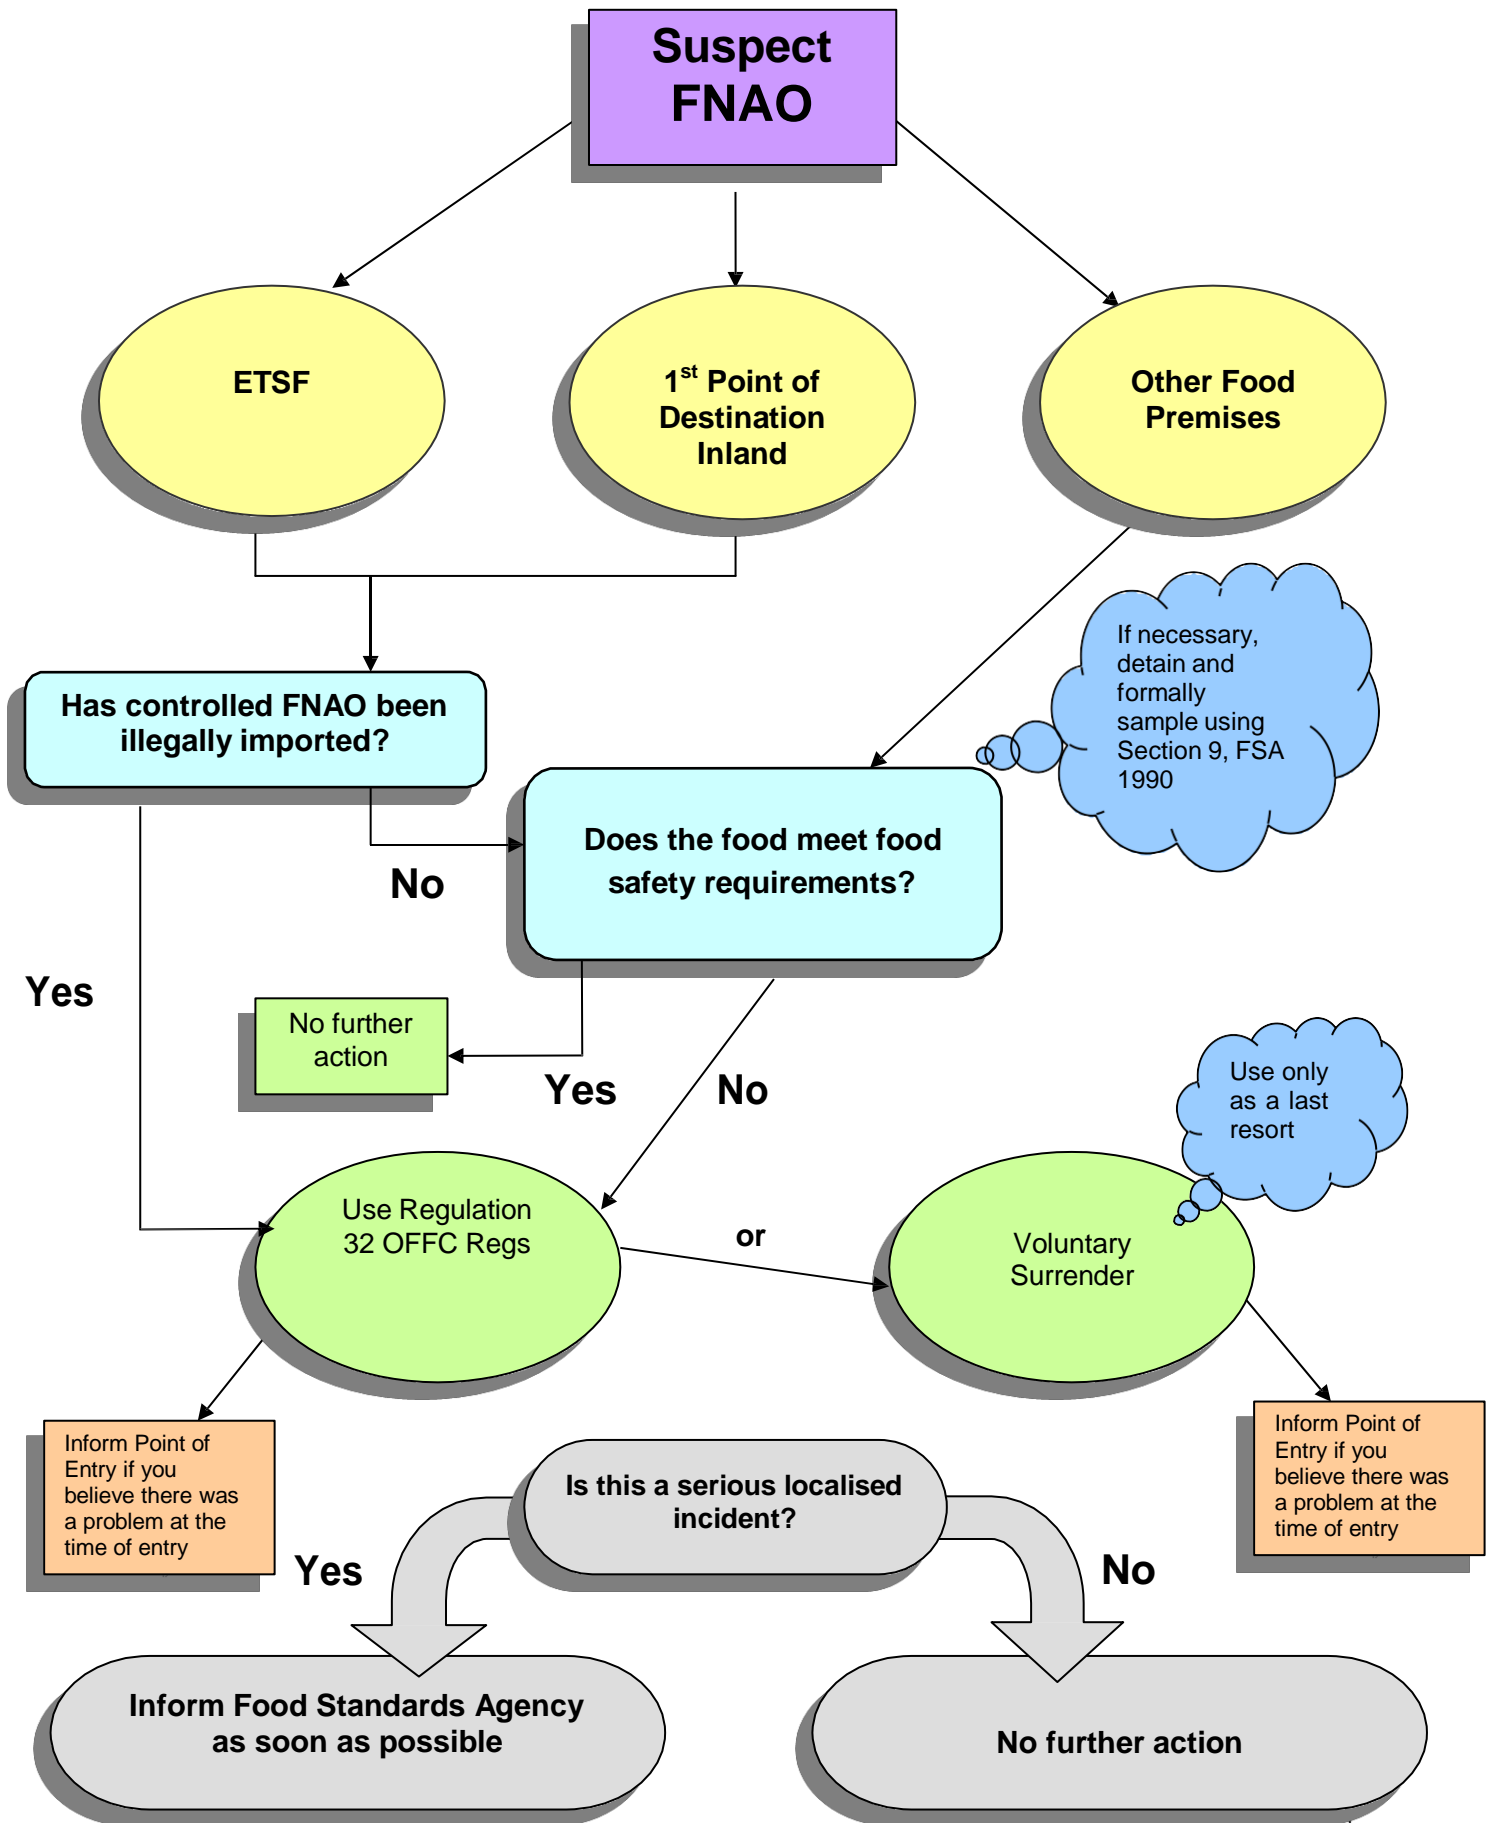 Suspect
FNAO
ETSF
1st Point of
Destination
Inland
Other Food
Premises
If necessary,
detain and
formally
sample using
Section 9, FSA
1990
Has controlled FNAO been
illegally imported?
No
Does the food meet food
safety requirements?
Yes
No further
action
Yes
No
Use only
as a last
resort
Use Regulation
32 OFFC Regs
or
Voluntary
Surrender
Inform Point of
Entry if you
believe there was
a problem at the
time of entry
Is this a serious localised
incident?
Inform Point of
Entry if you
believe there was
a problem at the
time of entry
Yes
No
Inform Food Standards Agency
as soon as possible
No further action